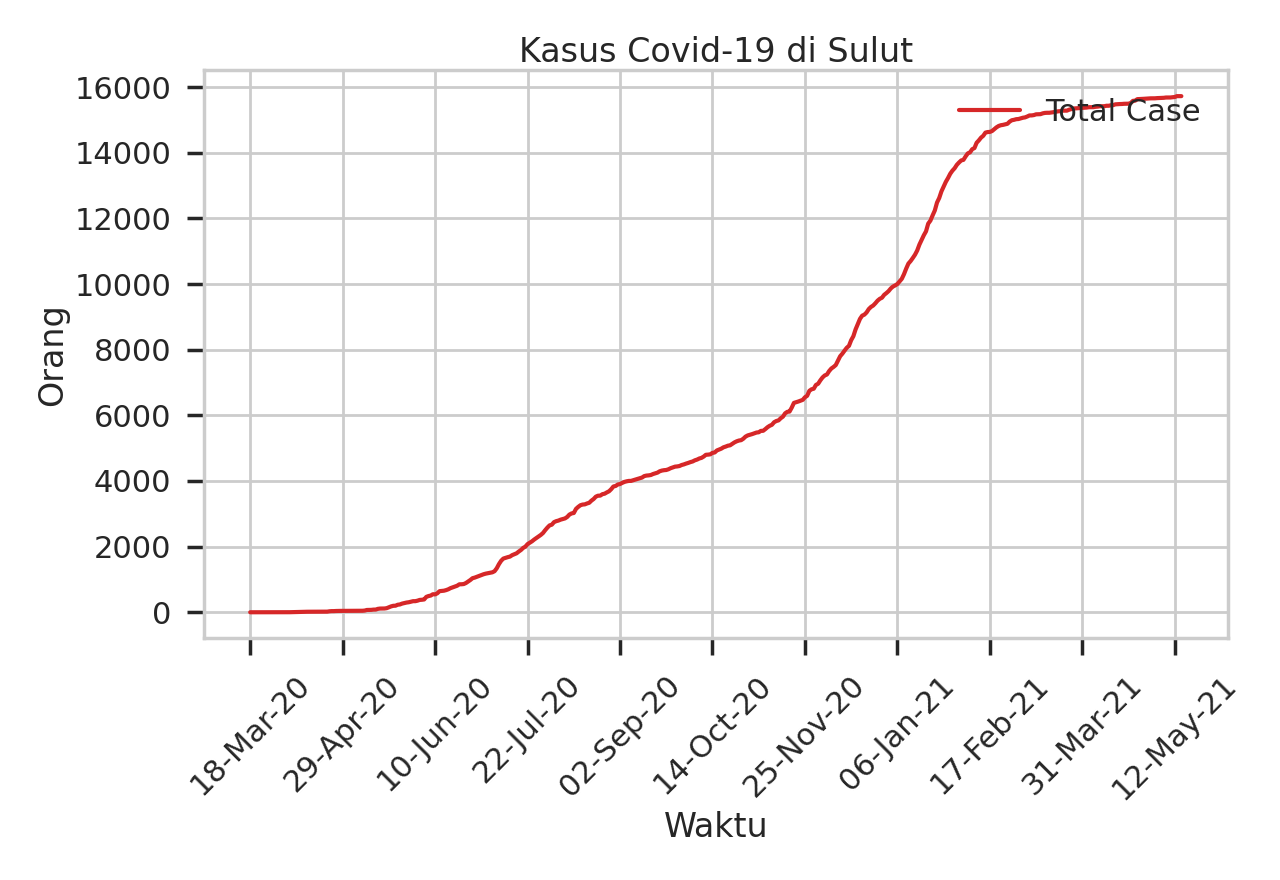 Kasus Covid-19 di Sulut
Total Case
16000
14000
12000
10000
8000
6000
4000
2000
0
Orang
18-Mar-20
29-Apr-20
10-Jun-20
22-Jul-20
02-Sep-20
14-Oct-20
25-Nov-20
06-Jan-21
17-Feb-21
31-Mar-21
12-May-21
Waktu